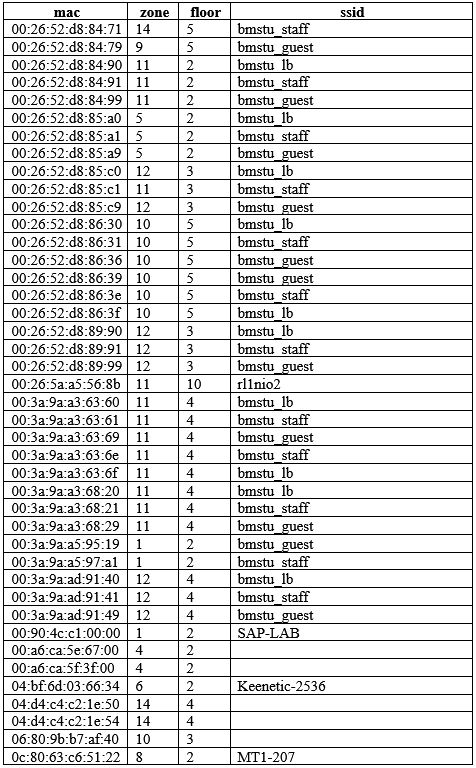 mac zone floor ssid
00:26:52:d8:84:71 14 5 bmstu_staff
00:26:52:d8:84:79 9 5 bmstu_guest
00:26:52:d8:84:90 11 2 bmstu_lb
00:26:52:d8:84:91 11 2 bmstu_staff
00:26:52:d8:84:99 11 2 bmstu_guest
00:26:52:d8:85:a0 5 2 bmstu_lb
00:26:52:d8:85:a1 5 2 bmstu_staff
00:26:52:d8:85:a9 5 2 bmstu_guest
00:26:52:d8:85:c0 12 3 bmstu_lb
00:26:52:d8:85:c1 11 3 bmstu_staff
00:26:52:d8:85:c9 12 3 bmstu_guest
00:26:52:d8:86:30 10 5 bmstu_lb
00:26:52:d8:86:31 10 5 bmstu_staff
00:26:52:d8:86:36 10 5 bmstu_guest
00:26:52:d8:86:39 10 5 bmstu_guest
00:26:52:d8:86:3e 10 5 bmstu_staff
00:26:52:d8:86:3f 10 5 bmstu_lb
00:26:52:d8:89:90 12 3 bmstu_lb
00:26:52:d8:89:91 12 3 bmstu_staff
00:26:52:d8:89:99 12 3 bmstu_guest
00:26:5a:a5:56:8b 11 10 rl1nio2
00:3a:9a:a3:63:60 11 4 bmstu_lb
00:3a:9a:a3:63:61 11 4 bmstu_staff
00:3a:9a:a3:63:69 11 4 bmstu_guest
00:3a:9a:a3:63:6e 11 4 bmstu_staff
00:3a:9a:a3:63:6f 11 4 bmstu_lb
00:3a:9a:a3:68:20 11 4 bmstu_lb
00:3a:9a:a3:68:21 11 4 bmstu_staff
00:3a:9a:a3:68:29 11 4 bmstu_guest
00:3a:9a:a5:95:19 1 2 bmstu_guest
00:3a:9a:a5:97:a1 1 2 bmstu_staff
00:3a:9a:ad:91:40 12 4 bmstu_lb
00:3a:9a:ad:91:41 12 4 bmstu_staff
00:3a:9a:ad:91:49 12 4 bmstu_guest
00:90:4c:c1:00:00 1 2 SAP-LAB
00:a6:ca:5e:67:00 4 2
00:a6:ca:5f:3f:00 4 2
04:bf:6d:03:66:34 6 2 Keenetic-2536
04:d4:c4:c2:1e:50 14 4
04:d4:c4:c2:1e:54 14 4
06:80:9b:b7:af:40 10 3
0c:80:63:c6:51:22 8 2 MT1-207